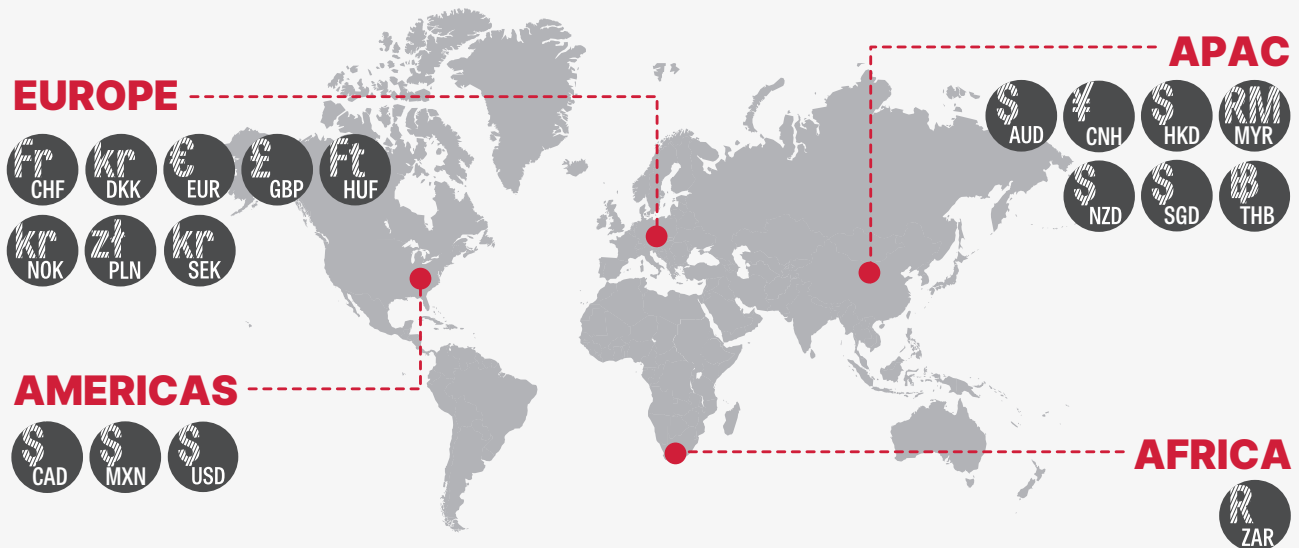 EUROPE
Fr CHF kr DKK € EUR £ GBP Ft HUF
kr NOK zł PLN kr SEK
AMERICAS
$ CAD $ MXN $ USD
APAC
$ AUD ¥ CNH $ HKD RM MYR
$ NZD $ SGD ฿ THB
AFRICA
R ZAR